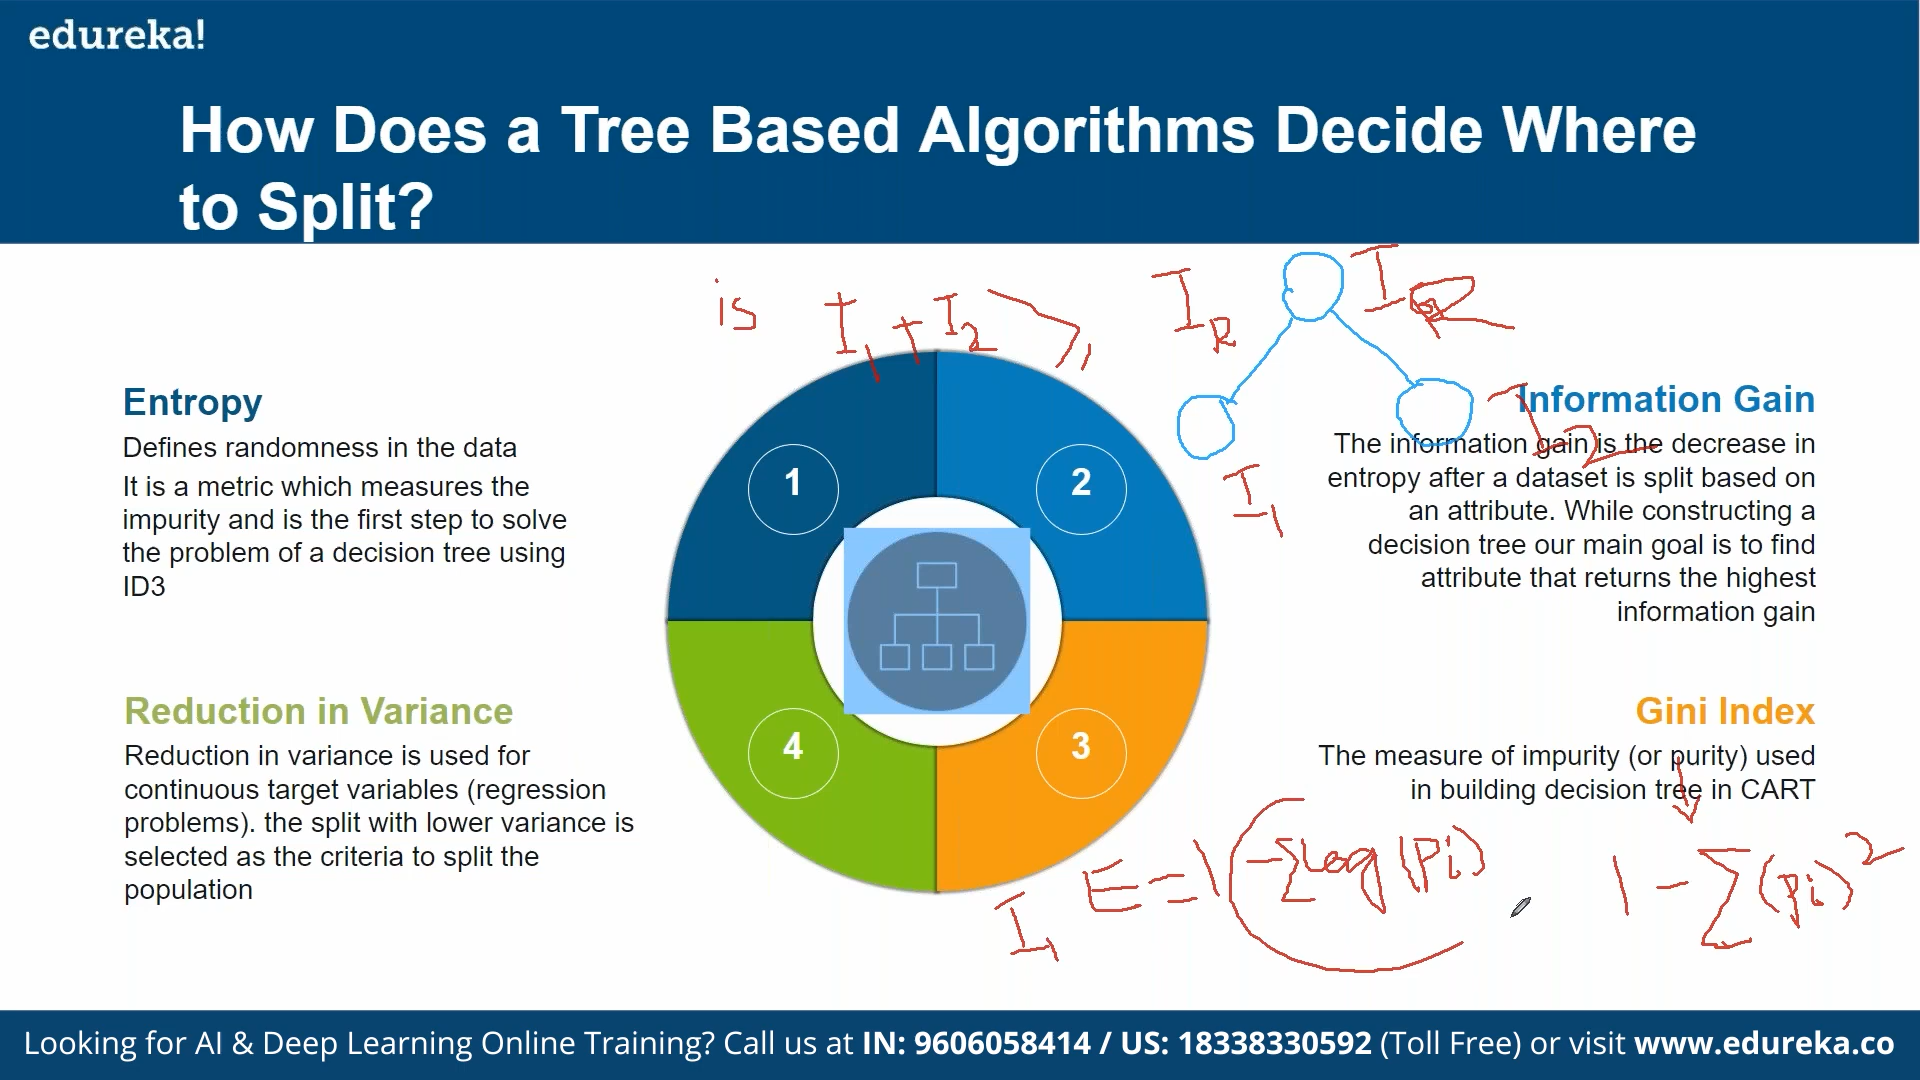 edureka!
How Does a Tree Based Algorithms Decide Where
to Split?
is I₁ + I₂ >
I_R
I₁
I₂
Entropy
Defines randomness in the data
It is a metric which measures the
impurity and is the first step to solve
the problem of a decision tree using
ID3
1
2
Information Gain
The information gain is the decrease in
entropy after a dataset is split based on
an attribute. While constructing a
decision tree our main goal is to find
attribute that returns the highest
information gain
Reduction in Variance
Reduction in variance is used for
continuous target variables (regression
problems). the split with lower variance is
selected as the criteria to split the
population
4
3
Gini Index
The measure of impurity (or purity) used
in building decision tree in CART
I₁ E = 1 - Σ log (Pi)
1 - Σ (pi)²
Looking for AI & Deep Learning Online Training? Call us at IN: 9606058414 / US: 18338330592 (Toll Free) or visit www.edureka.co